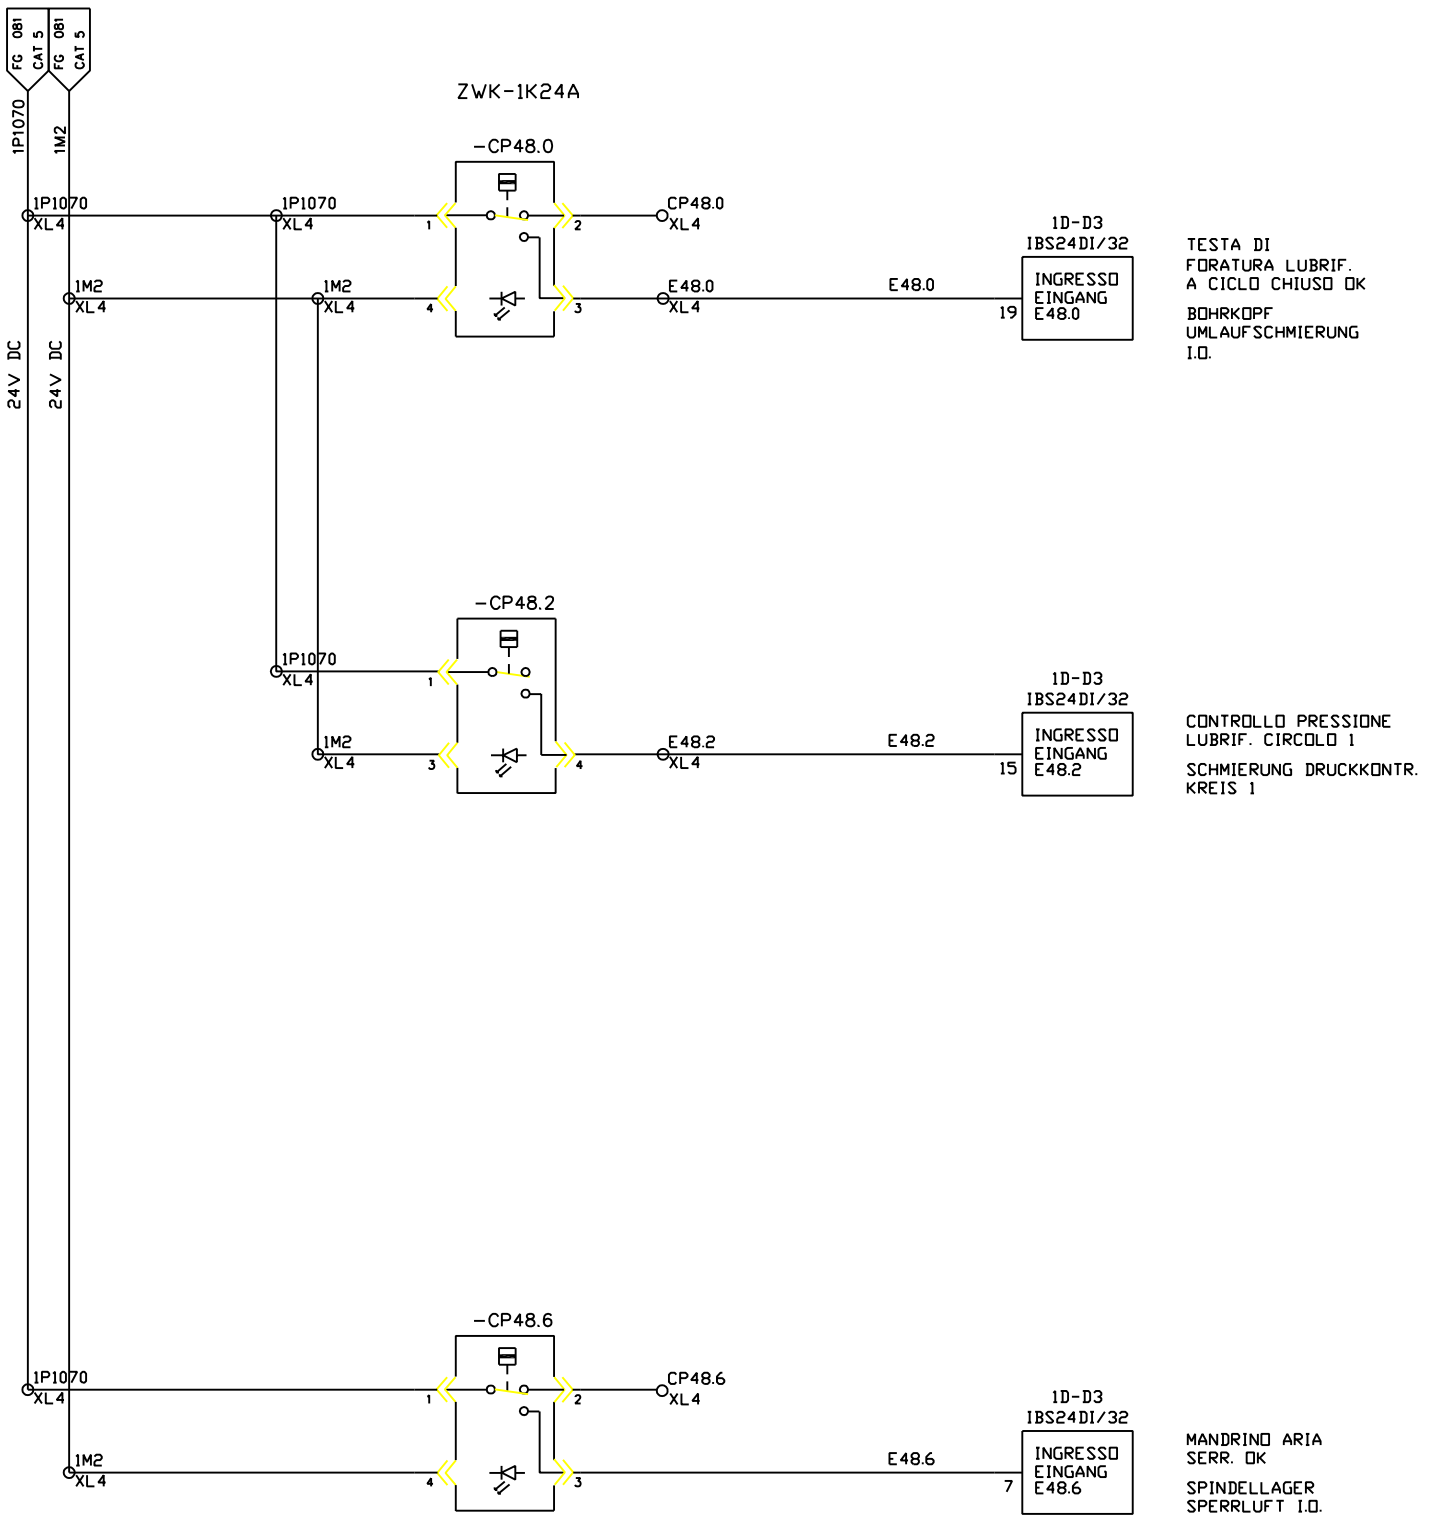 FG 081
CAT 5
FG 081
CAT 5
1P1070
1M2
24V DC
24V DC
ZWK-1K24A
-CP48.0
1P1070
XL4
1P1070
XL4
1
2
CP48.0
XL4
1M2
XL4
1M2
XL4
4
3
E48.0
XL4
E48.0
1D-D3
IBS24DI/32
INGRESSO
EINGANG
E48.0
19
TESTA DI
FORATURA LUBRIF.
A CICLO CHIUSO OK
BOHRKOPF
UMLAUFSCHMIERUNG
I.O.
-CP48.2
1P1070
XL4
1
1M2
XL4
3
4
E48.2
XL4
E48.2
1D-D3
IBS24DI/32
INGRESSO
EINGANG
E48.2
15
CONTROLLO PRESSIONE
LUBRIF. CIRCOLO 1
SCHMIERUNG DRUCKKONTR.
KREIS 1
-CP48.6
1P1070
XL4
1
2
CP48.6
XL4
1M2
XL4
4
3
E48.6
1D-D3
IBS24DI/32
INGRESSO
EINGANG
E48.6
7
MANDRINO ARIA
SERR. OK
SPINDELLAGER
SPERRLUFT I.O.